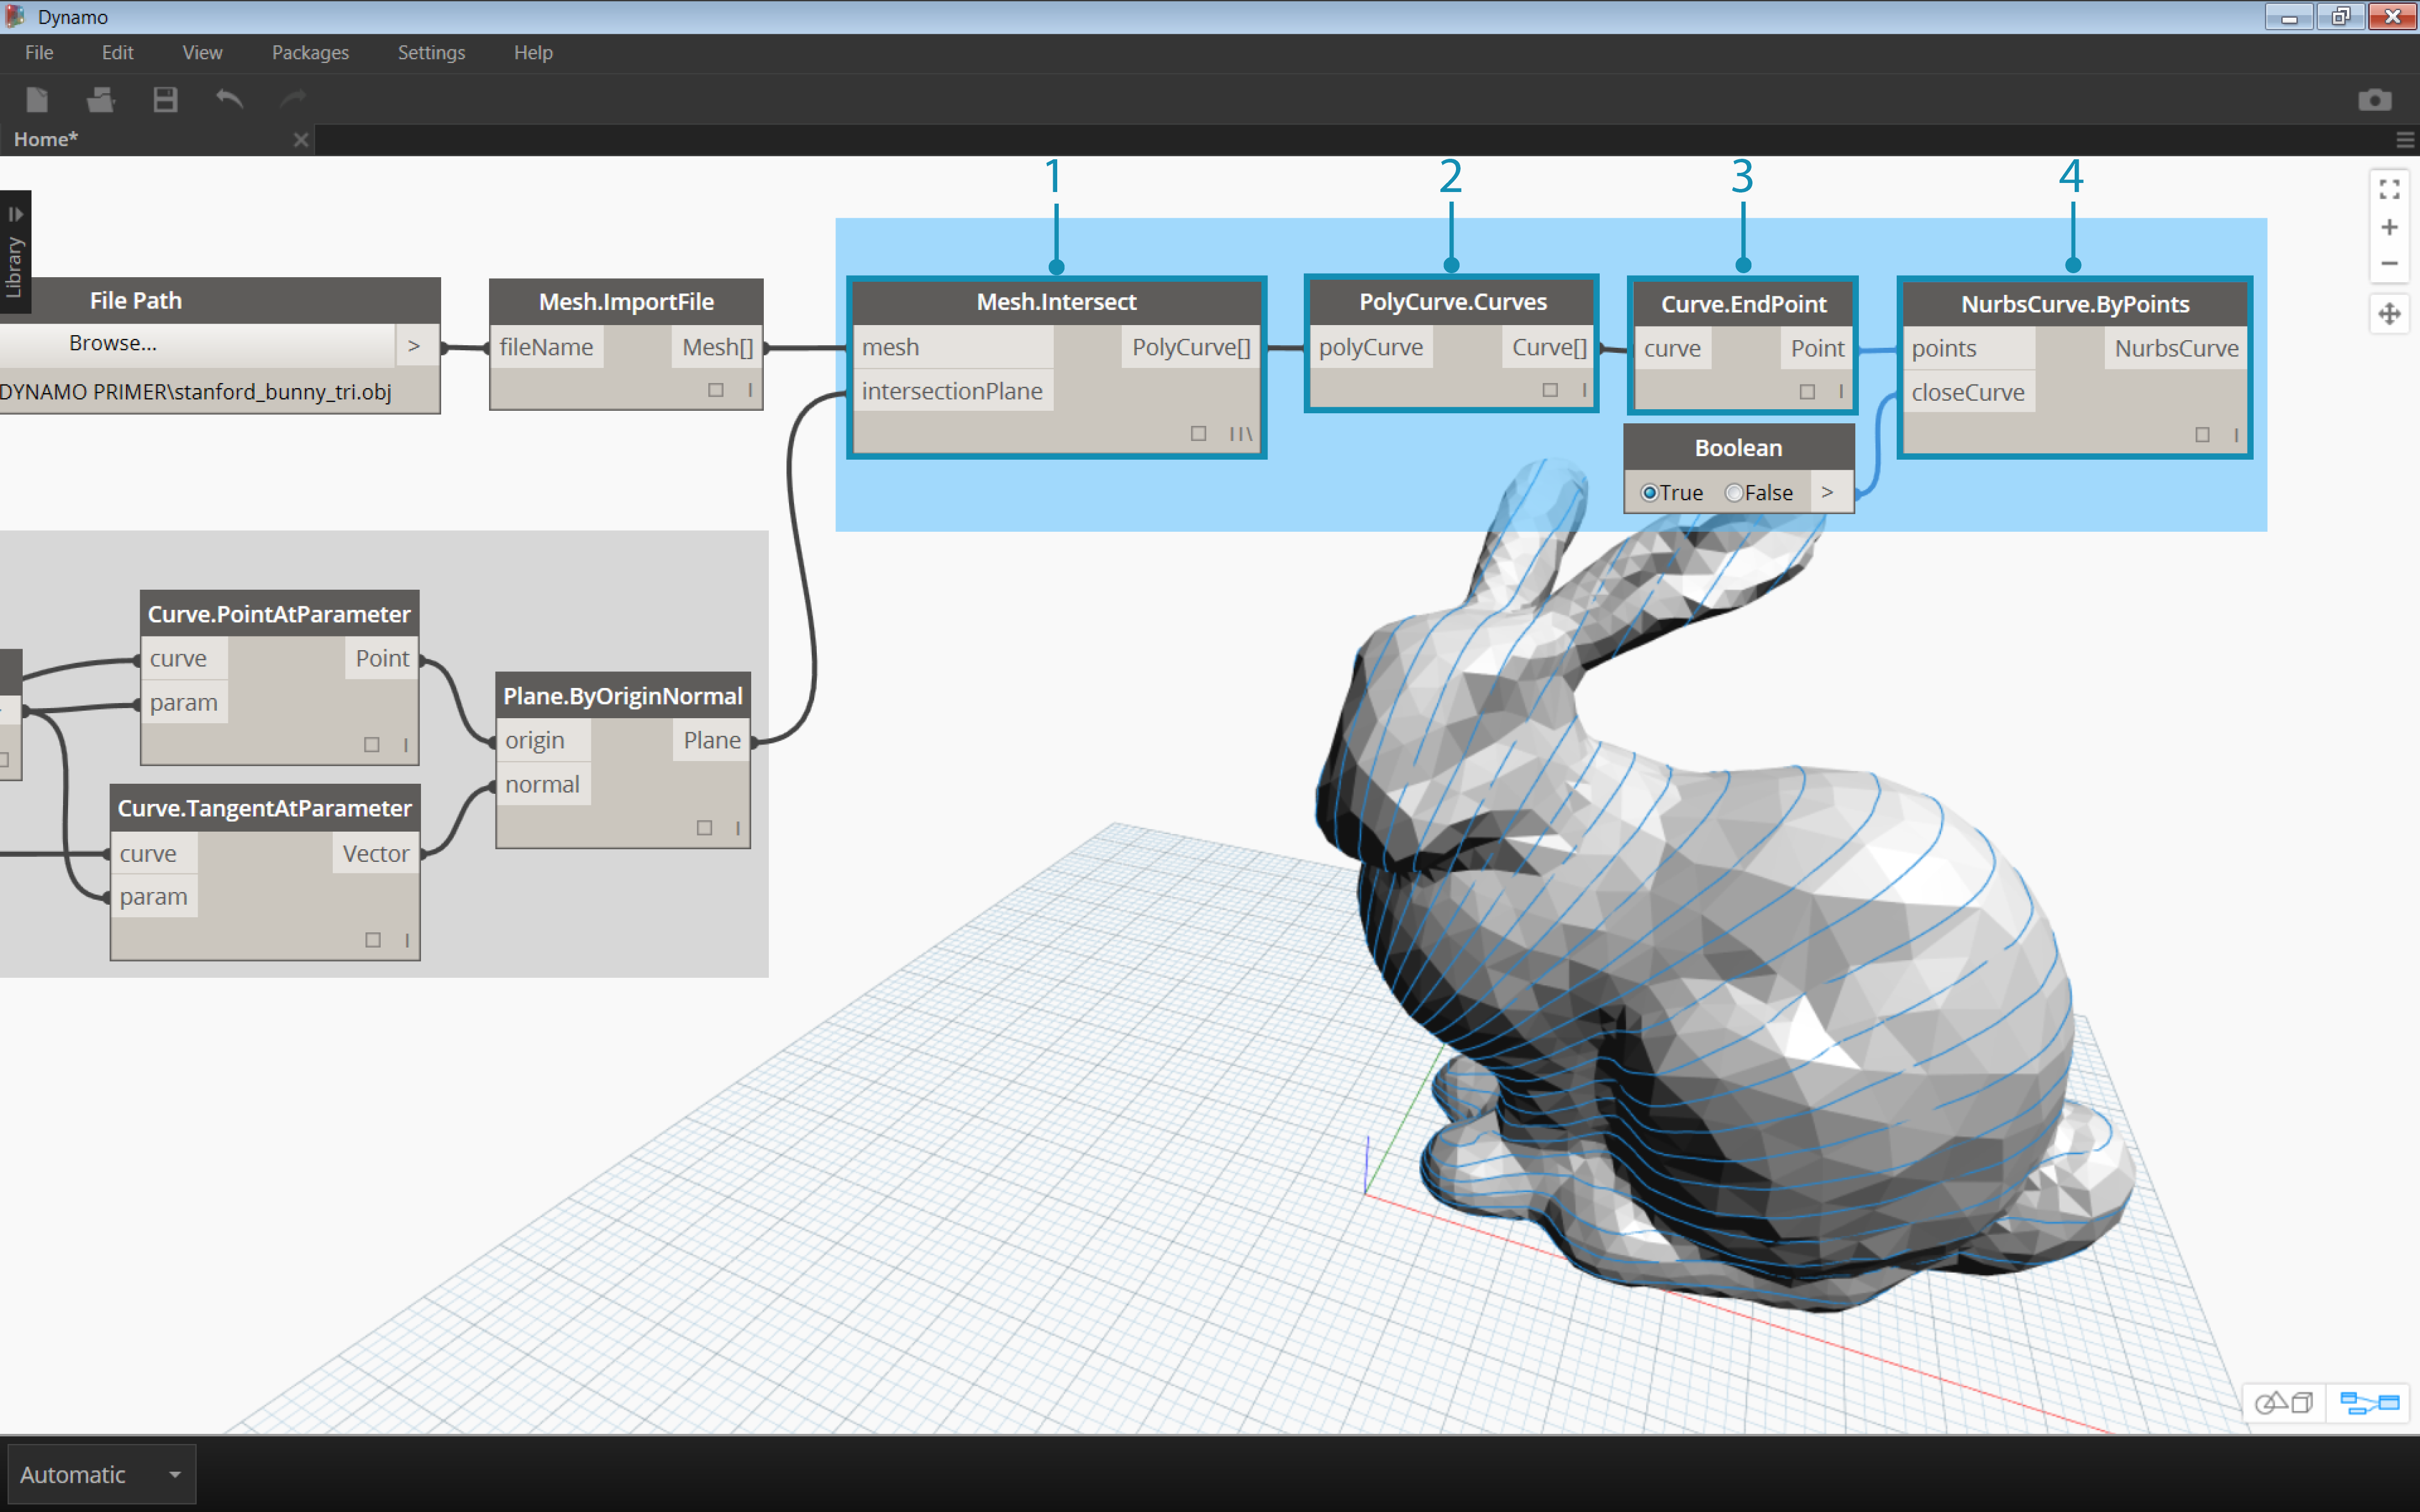 Dynamo
File Edit View Packages Settings Help
Home*
1 2 3 4
Library
File Path
Browse... >
DYNAMO PRIMER\stanford_bunny_tri.obj
Mesh.ImportFile
fileName Mesh[]
Mesh.Intersect
mesh PolyCurve[]
intersectionPlane
PolyCurve.Curves
polyCurve Curve[]
Curve.EndPoint
curve Point
NurbsCurve.ByPoints
points NurbsCurve
closeCurve
Boolean
True False >
Curve.PointAtParameter
curve Point
param
Plane.ByOriginNormal
origin Plane
normal
Curve.TangentAtParameter
curve Vector
param
Automatic